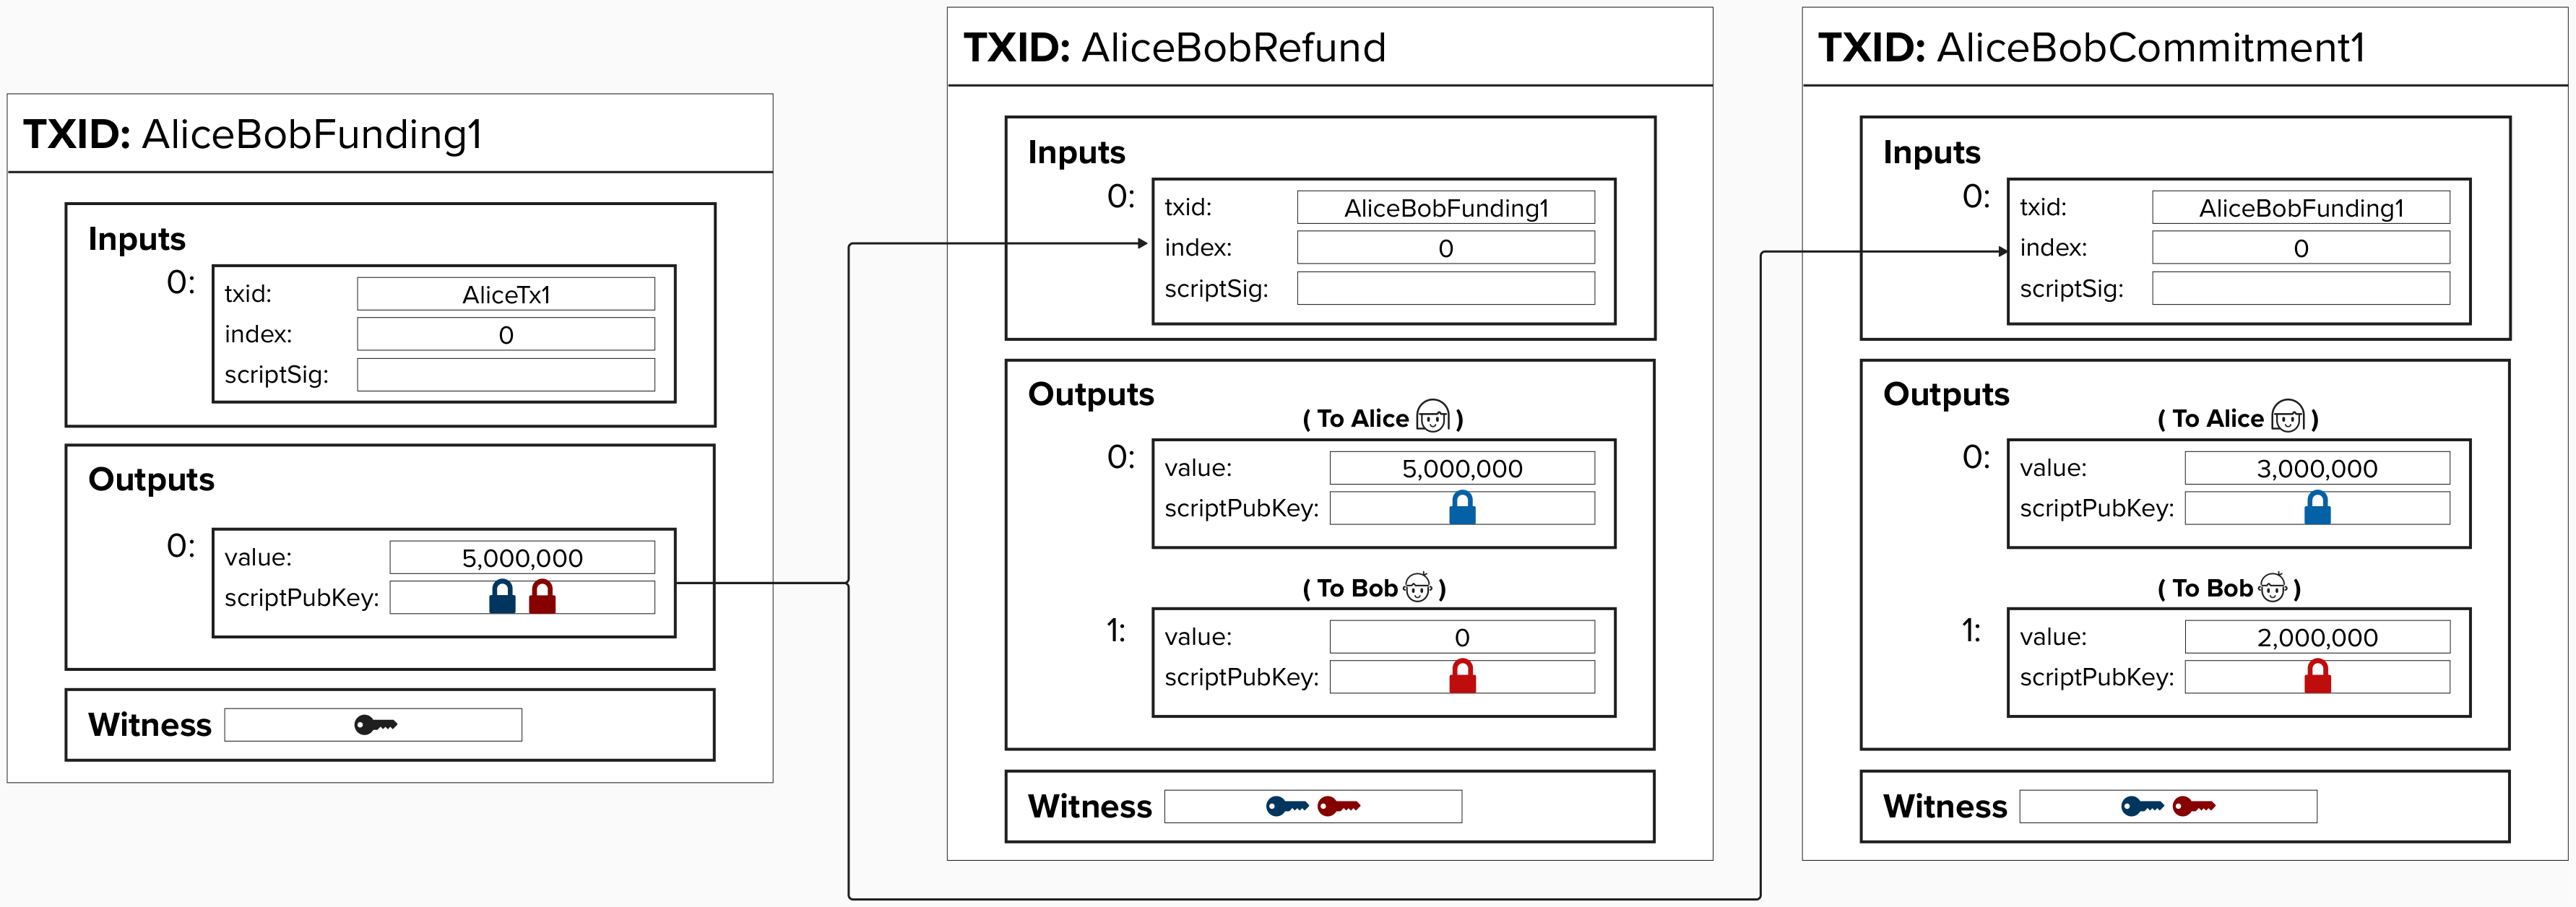 TXID: AliceBobFunding1
Inputs
0:
txid: AliceTx1
index: 0
scriptSig:
Outputs
0:
value: 5,000,000
scriptPubKey:
Witness
TXID: AliceBobRefund
Inputs
0:
txid: AliceBobFunding1
index: 0
scriptSig:
Outputs
( To Alice )
0:
value: 5,000,000
scriptPubKey:
( To Bob )
1:
value: 0
scriptPubKey:
Witness
TXID: AliceBobCommitment1
Inputs
0:
txid: AliceBobFunding1
index: 0
scriptSig:
Outputs
( To Alice )
0:
value: 3,000,000
scriptPubKey:
( To Bob )
1:
value: 2,000,000
scriptPubKey:
Witness